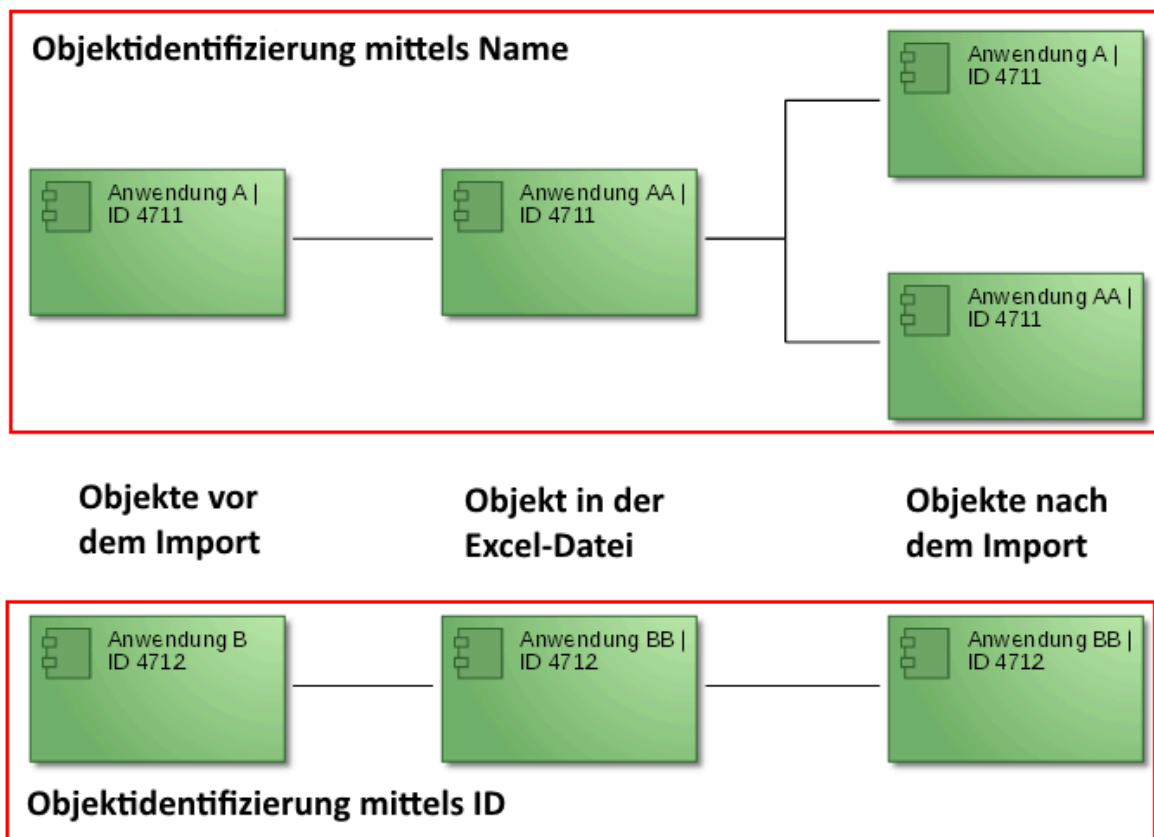 Objektidentifizierung mittels Name
Anwendung A |
ID 4711
Anwendung A |
ID 4711
Anwendung AA |
ID 4711
Anwendung AA |
ID 4711
Objekte vor
dem Import
Objekt in der
Excel-Datei
Objekte nach
dem Import
Anwendung B
ID 4712
Anwendung BB |
ID 4712
Anwendung BB |
ID 4712
Objektidentifizierung mittels ID